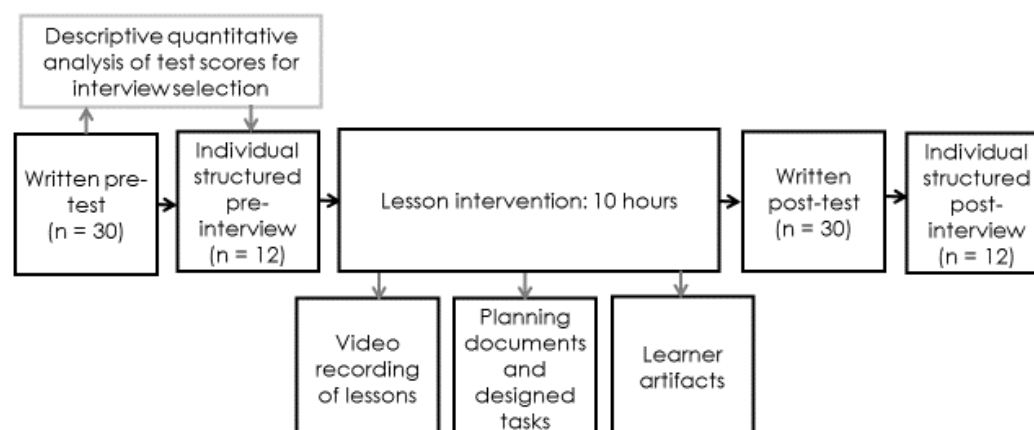 Descriptive quantitative
analysis of test scores for
interview selection
Written pre-
test
(n = 30)
Individual
structured
pre-
interview
(n = 12)
Lesson intervention: 10 hours
Written
post-test
(n = 30)
Individual
structured
post-
interview
(n = 12)
Video
recording
of lessons
Planning
documents
and
designed
tasks
Learner
artifacts